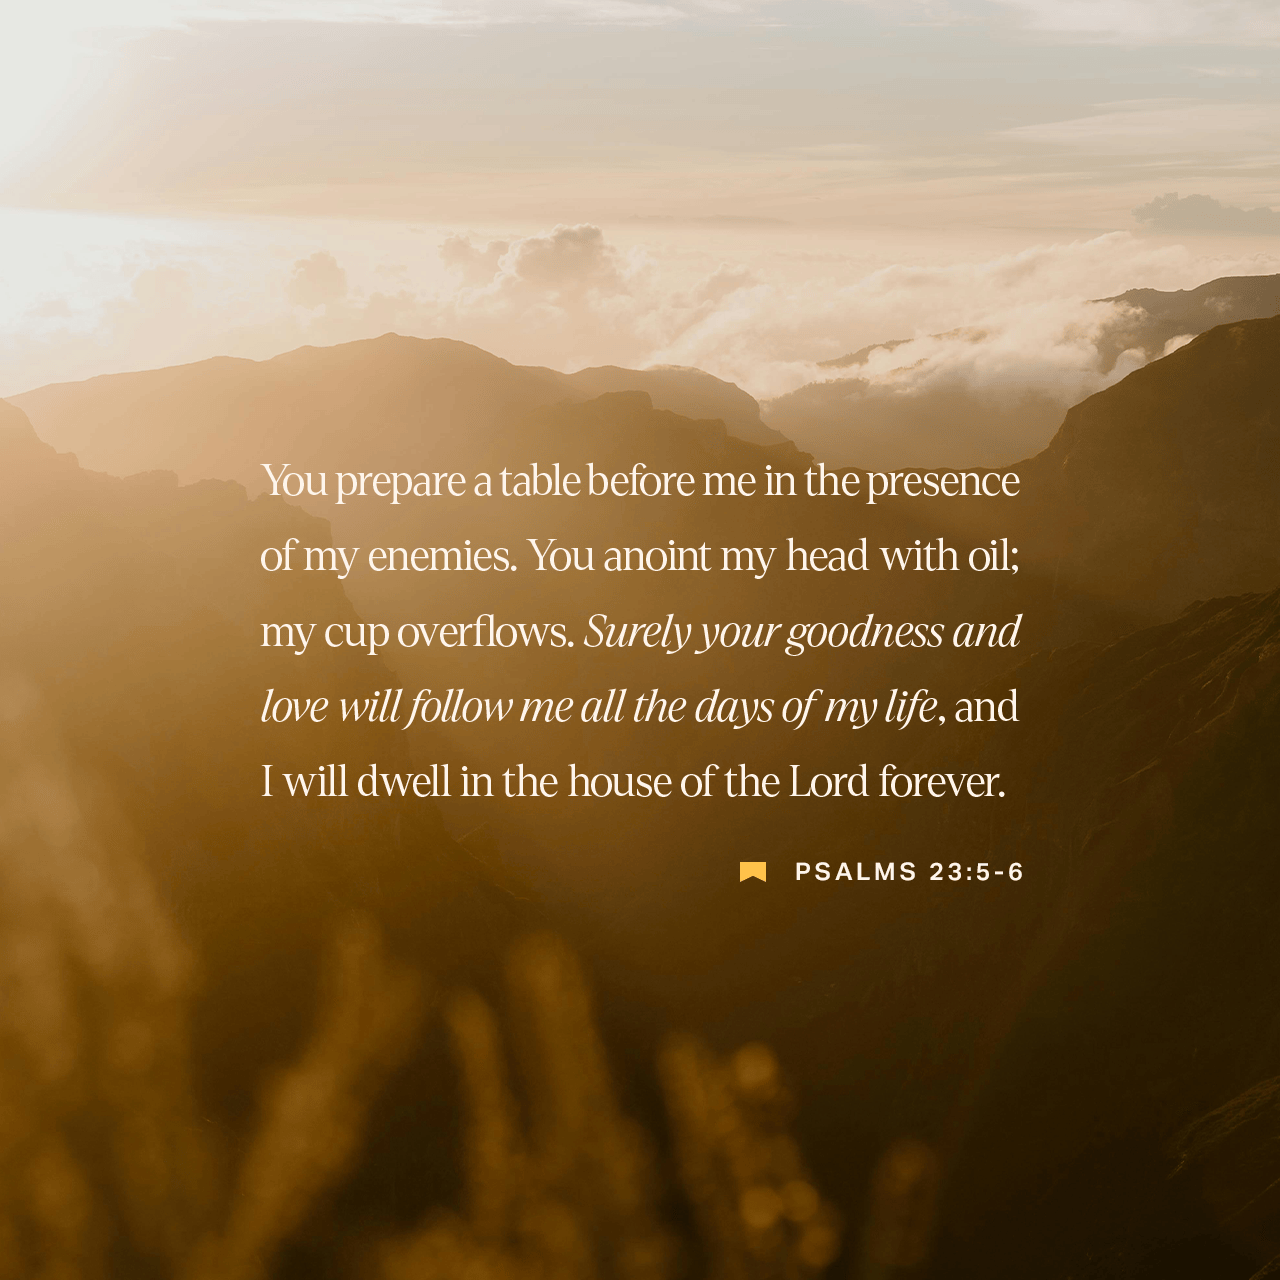 You prepare a table before me in the presence
of my enemies. You anoint my head with oil;
my cup overflows. Surely your goodness and
love will follow me all the days of my life, and
I will dwell in the house of the Lord forever.
PSALMS 23:5-6